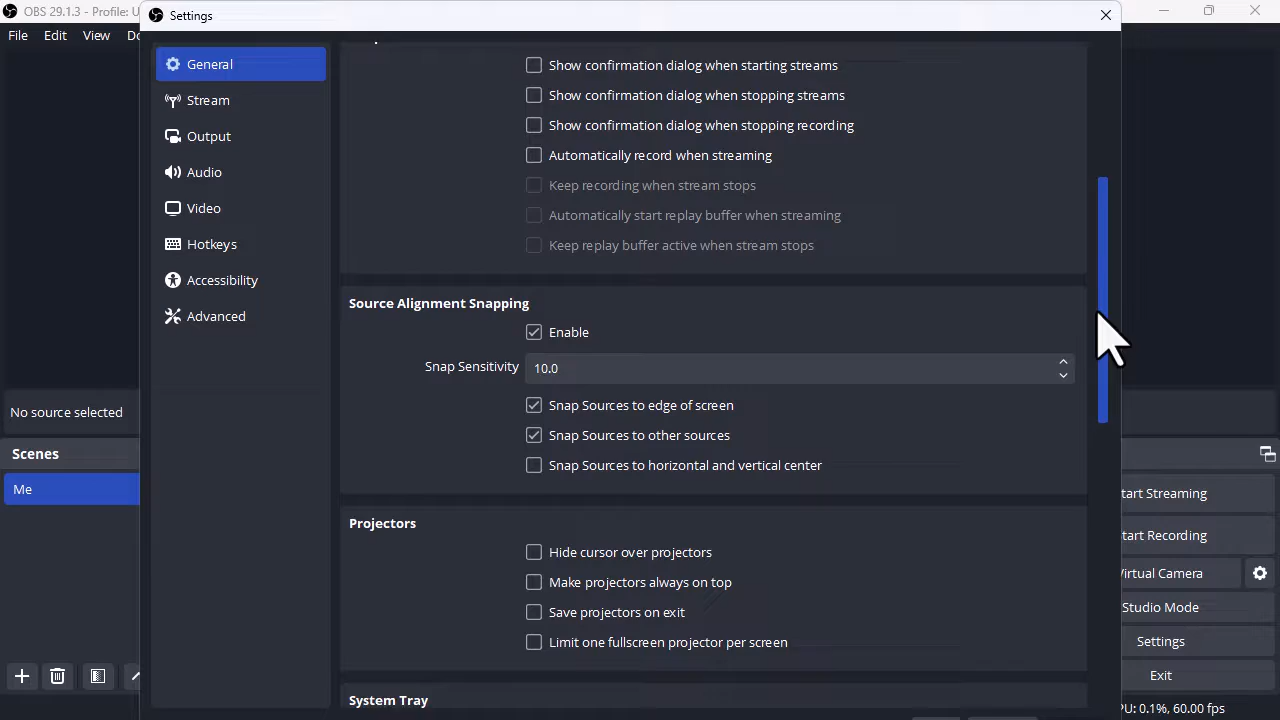 OBS 29.1.3 - Profile: U
Settings
File Edit View Do
General
Stream
Output
Audio
Video
Hotkeys
Accessibility
Advanced
Show confirmation dialog when starting streams
Show confirmation dialog when stopping streams
Show confirmation dialog when stopping recording
Automatically record when streaming
Keep recording when stream stops
Automatically start replay buffer when streaming
Keep replay buffer active when stream stops
Source Alignment Snapping
Enable
Snap Sensitivity 10.0
Snap Sources to edge of screen
Snap Sources to other sources
Snap Sources to horizontal and vertical center
Projectors
Hide cursor over projectors
Make projectors always on top
Save projectors on exit
Limit one fullscreen projector per screen
System Tray
No source selected
Scenes
Me
tart Streaming
tart Recording
irtual Camera
Studio Mode
Settings
Exit
PU: 0.1%, 60.00 fps